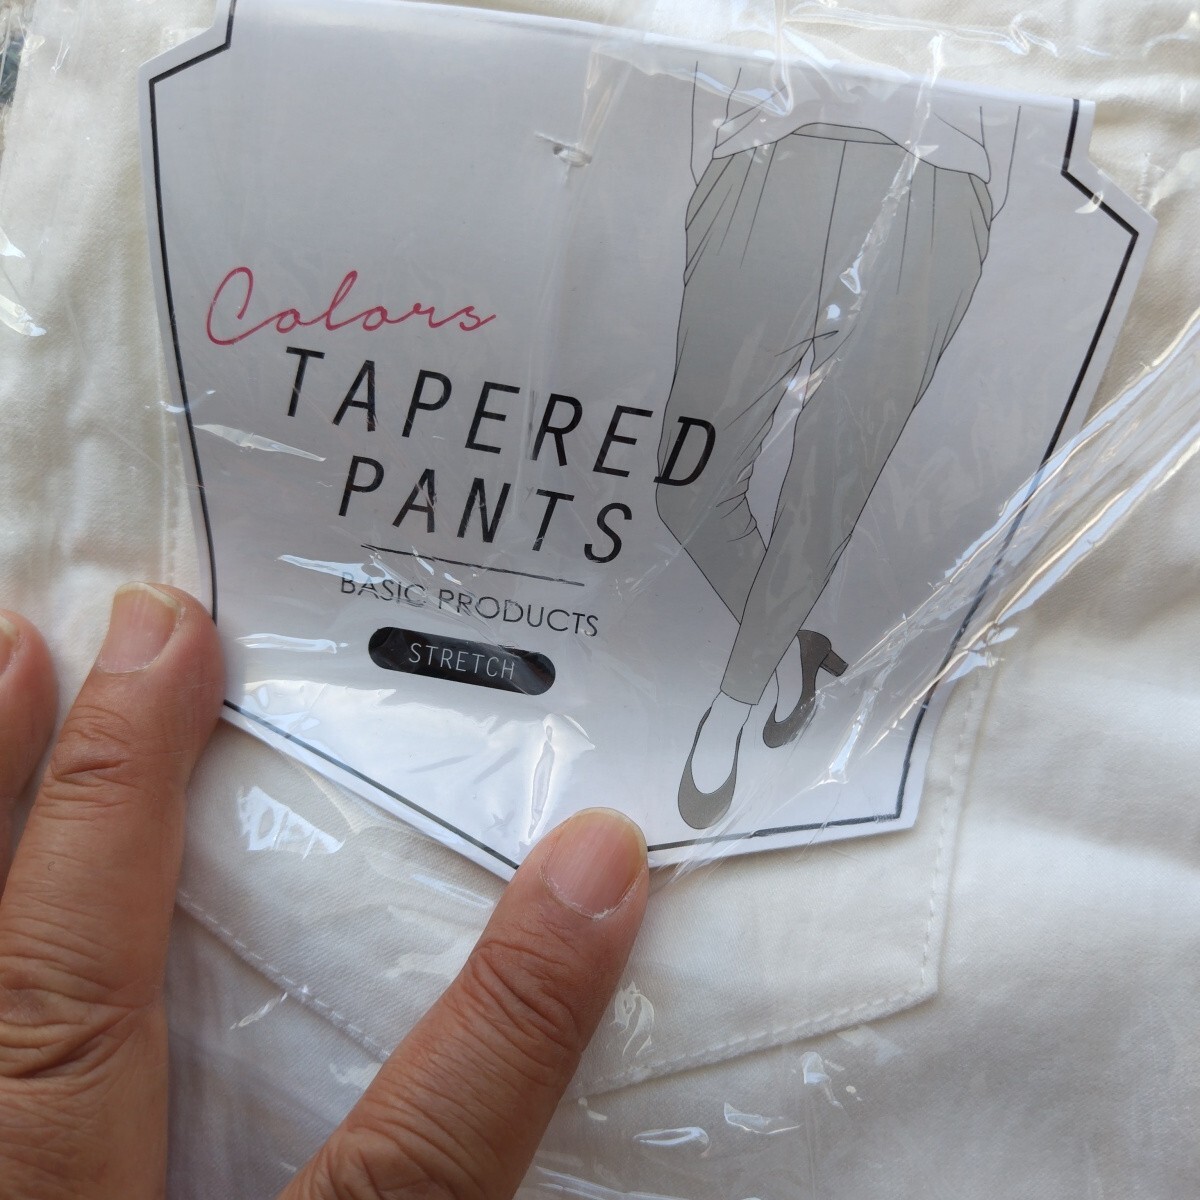 Colors
TAPERED
PANTS
BASIC PRODUCTS
STRETCH